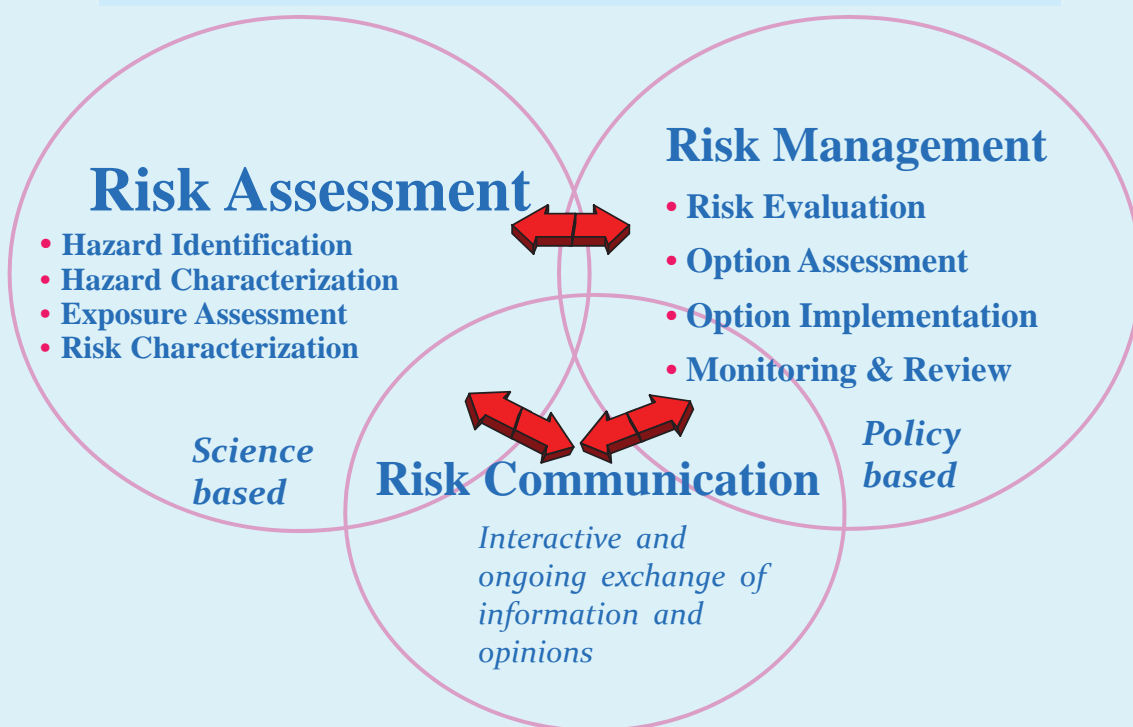 Risk Assessment
• Hazard Identification
• Hazard Characterization
• Exposure Assessment
• Risk Characterization
Science
based
Risk Management
• Risk Evaluation
• Option Assessment
• Option Implementation
• Monitoring & Review
Policy
based
Risk Communication
Interactive and
ongoing exchange of
information and
opinions